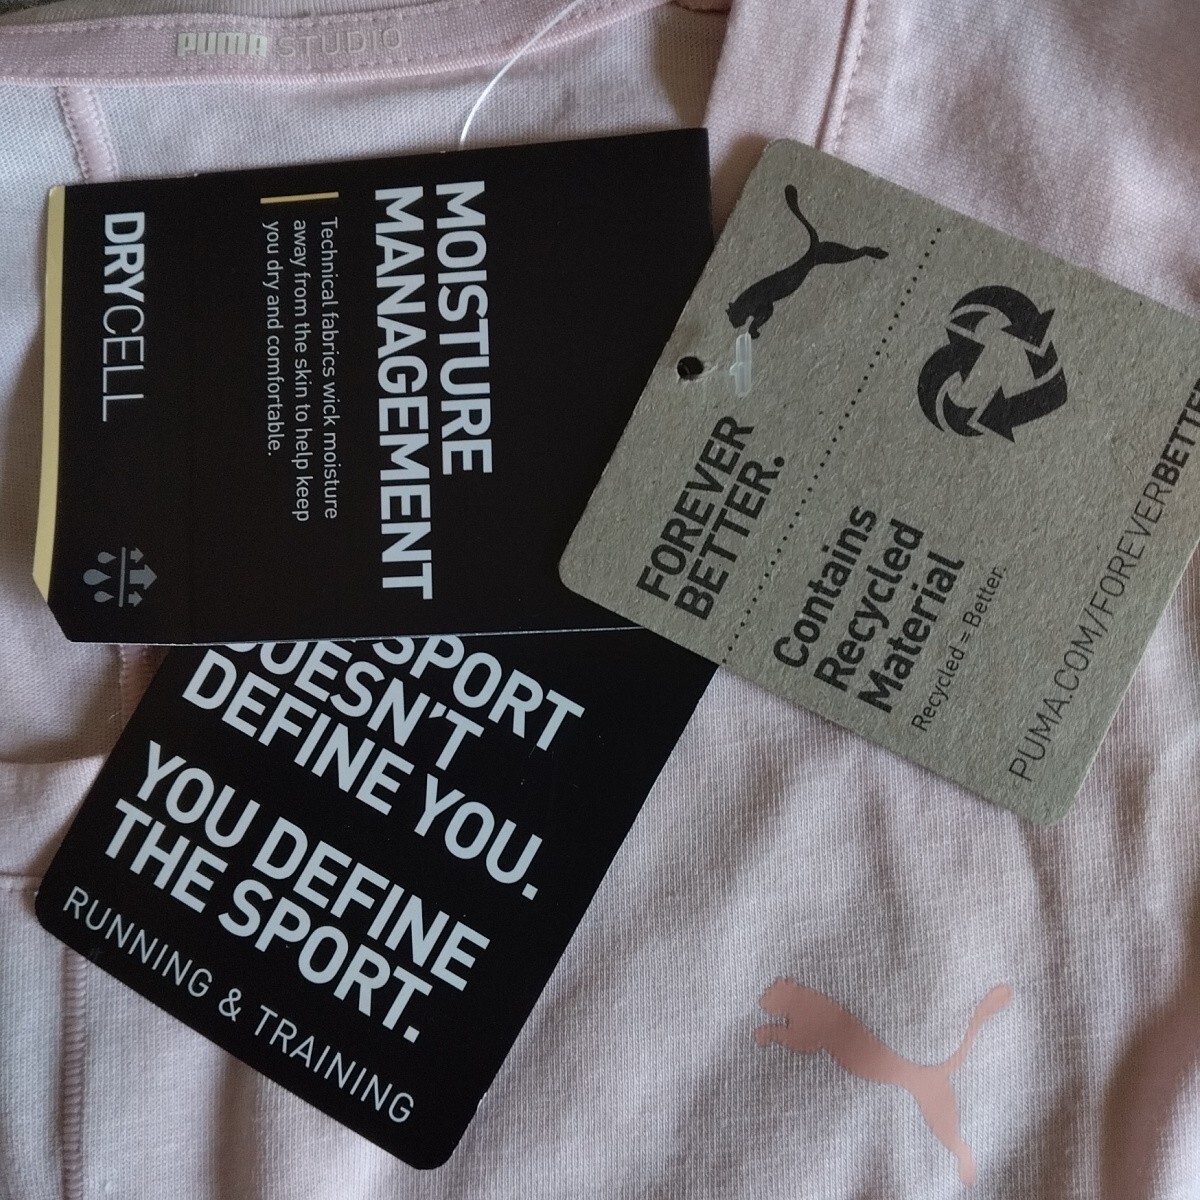 PUMA STUDIO
MOISTURE
MANAGEMENT
Technical fabrics wick moisture
away from the skin to help keep
you dry and comfortable.
DRYCELL
FOREVER
BETTER.
Contains
Recycled
Material
Recycled = Better.
PUMA.COM/FOREVERBETTE
SPORT
DOESN'T
DEFINE YOU.
YOU DEFINE
THE SPORT.
RUNNING & TRAINING